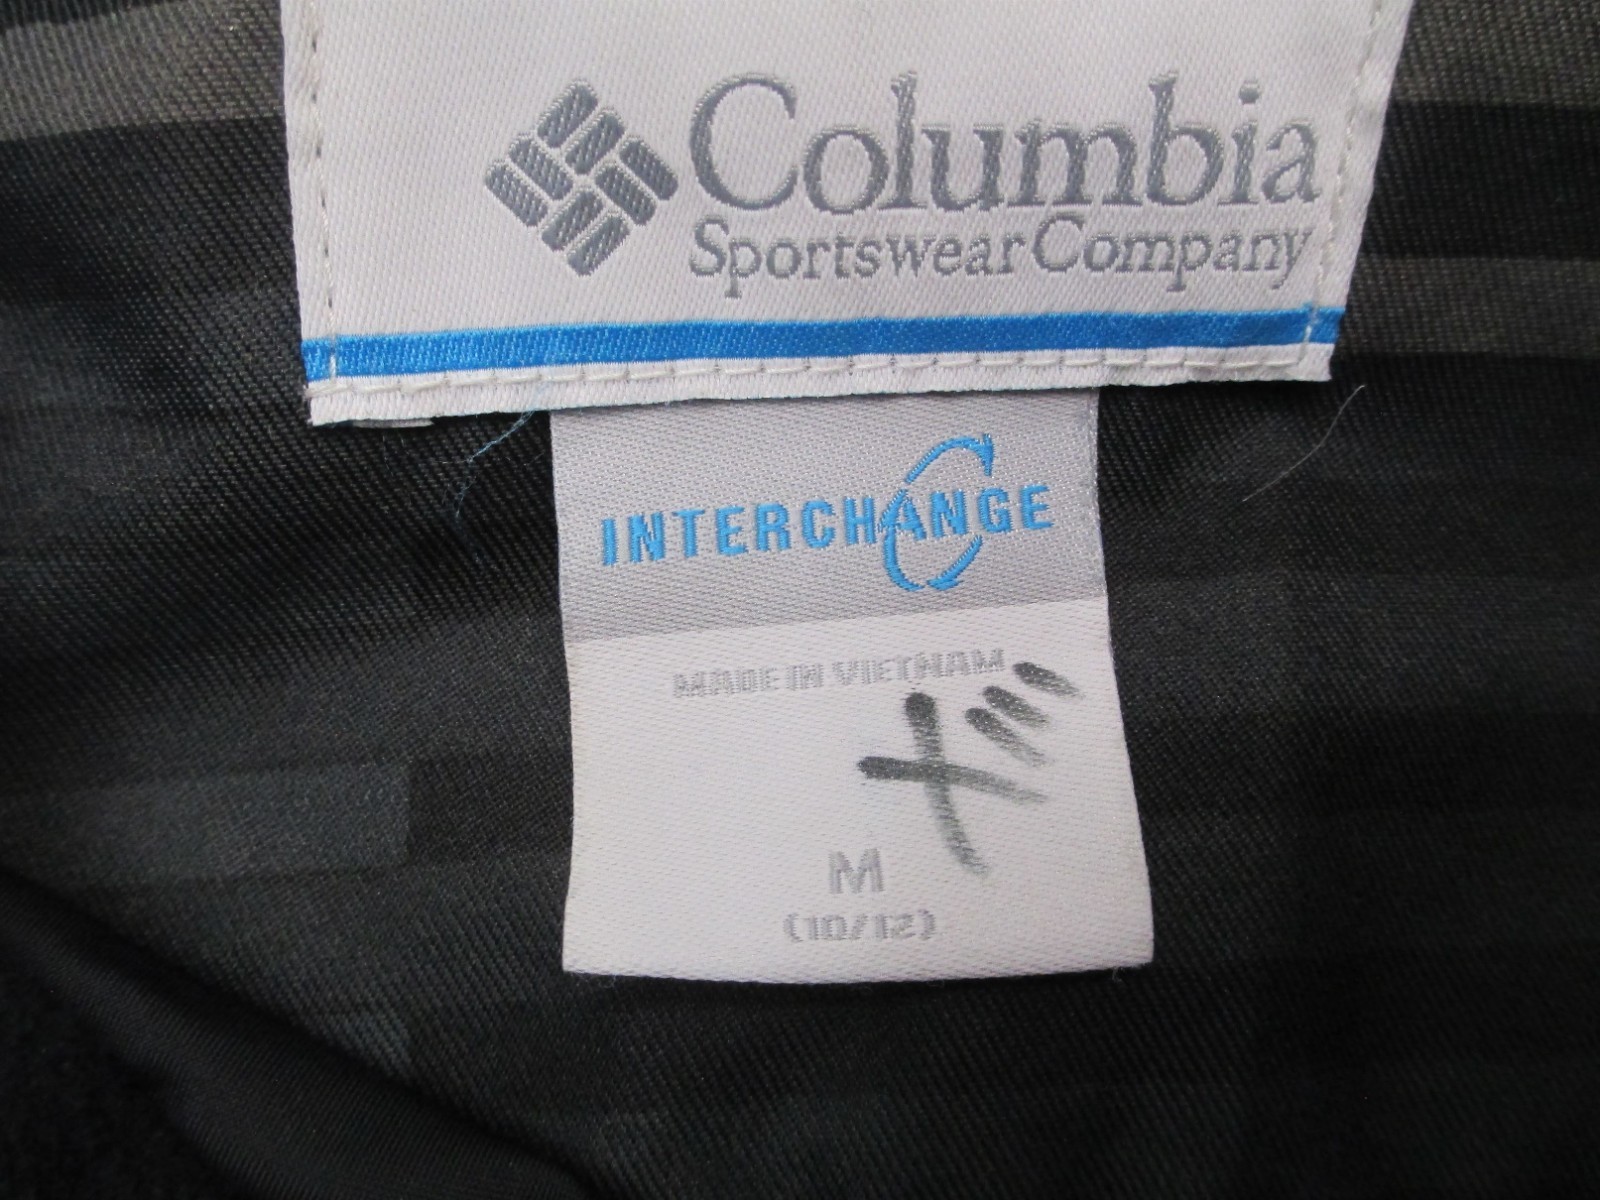 Columbia
Sportswear Company
INTERCHANGE
MADE IN VIETNAM
M
(10/12)